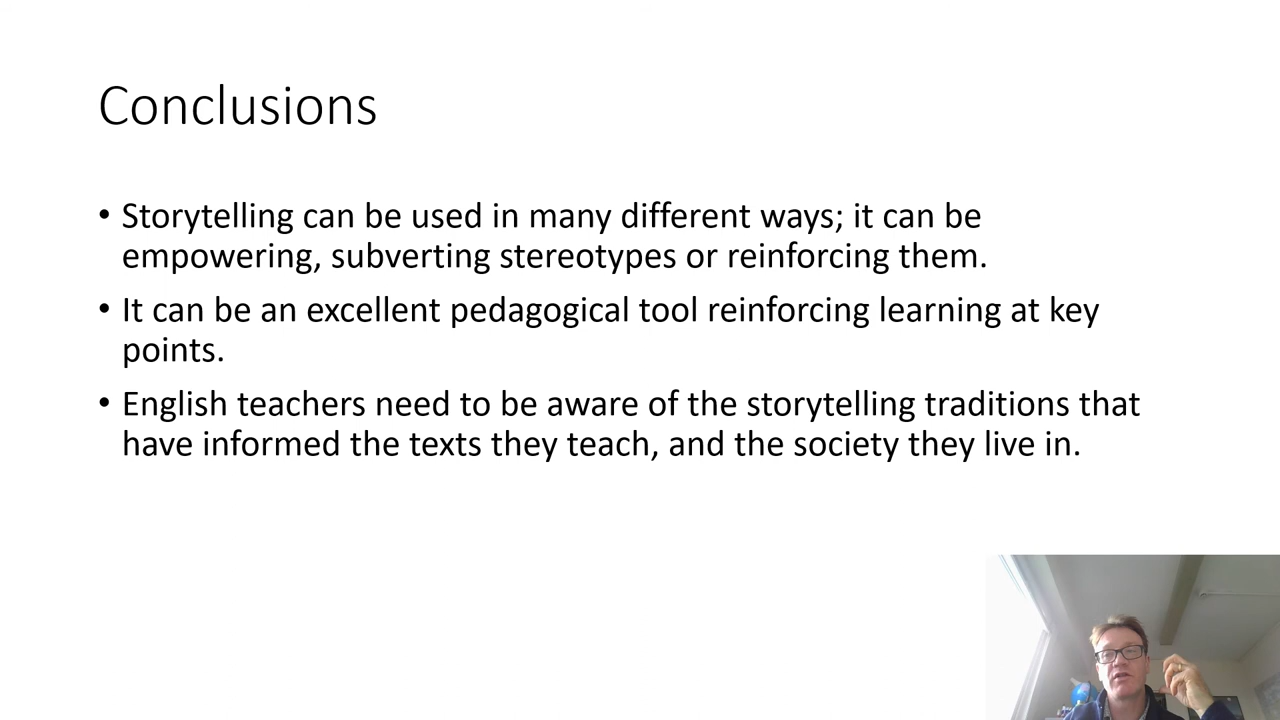 Conclusions
• Storytelling can be used in many different ways; it can be
empowering, subverting stereotypes or reinforcing them.
• It can be an excellent pedagogical tool reinforcing learning at key
points.
• English teachers need to be aware of the storytelling traditions that
have informed the texts they teach, and the society they live in.